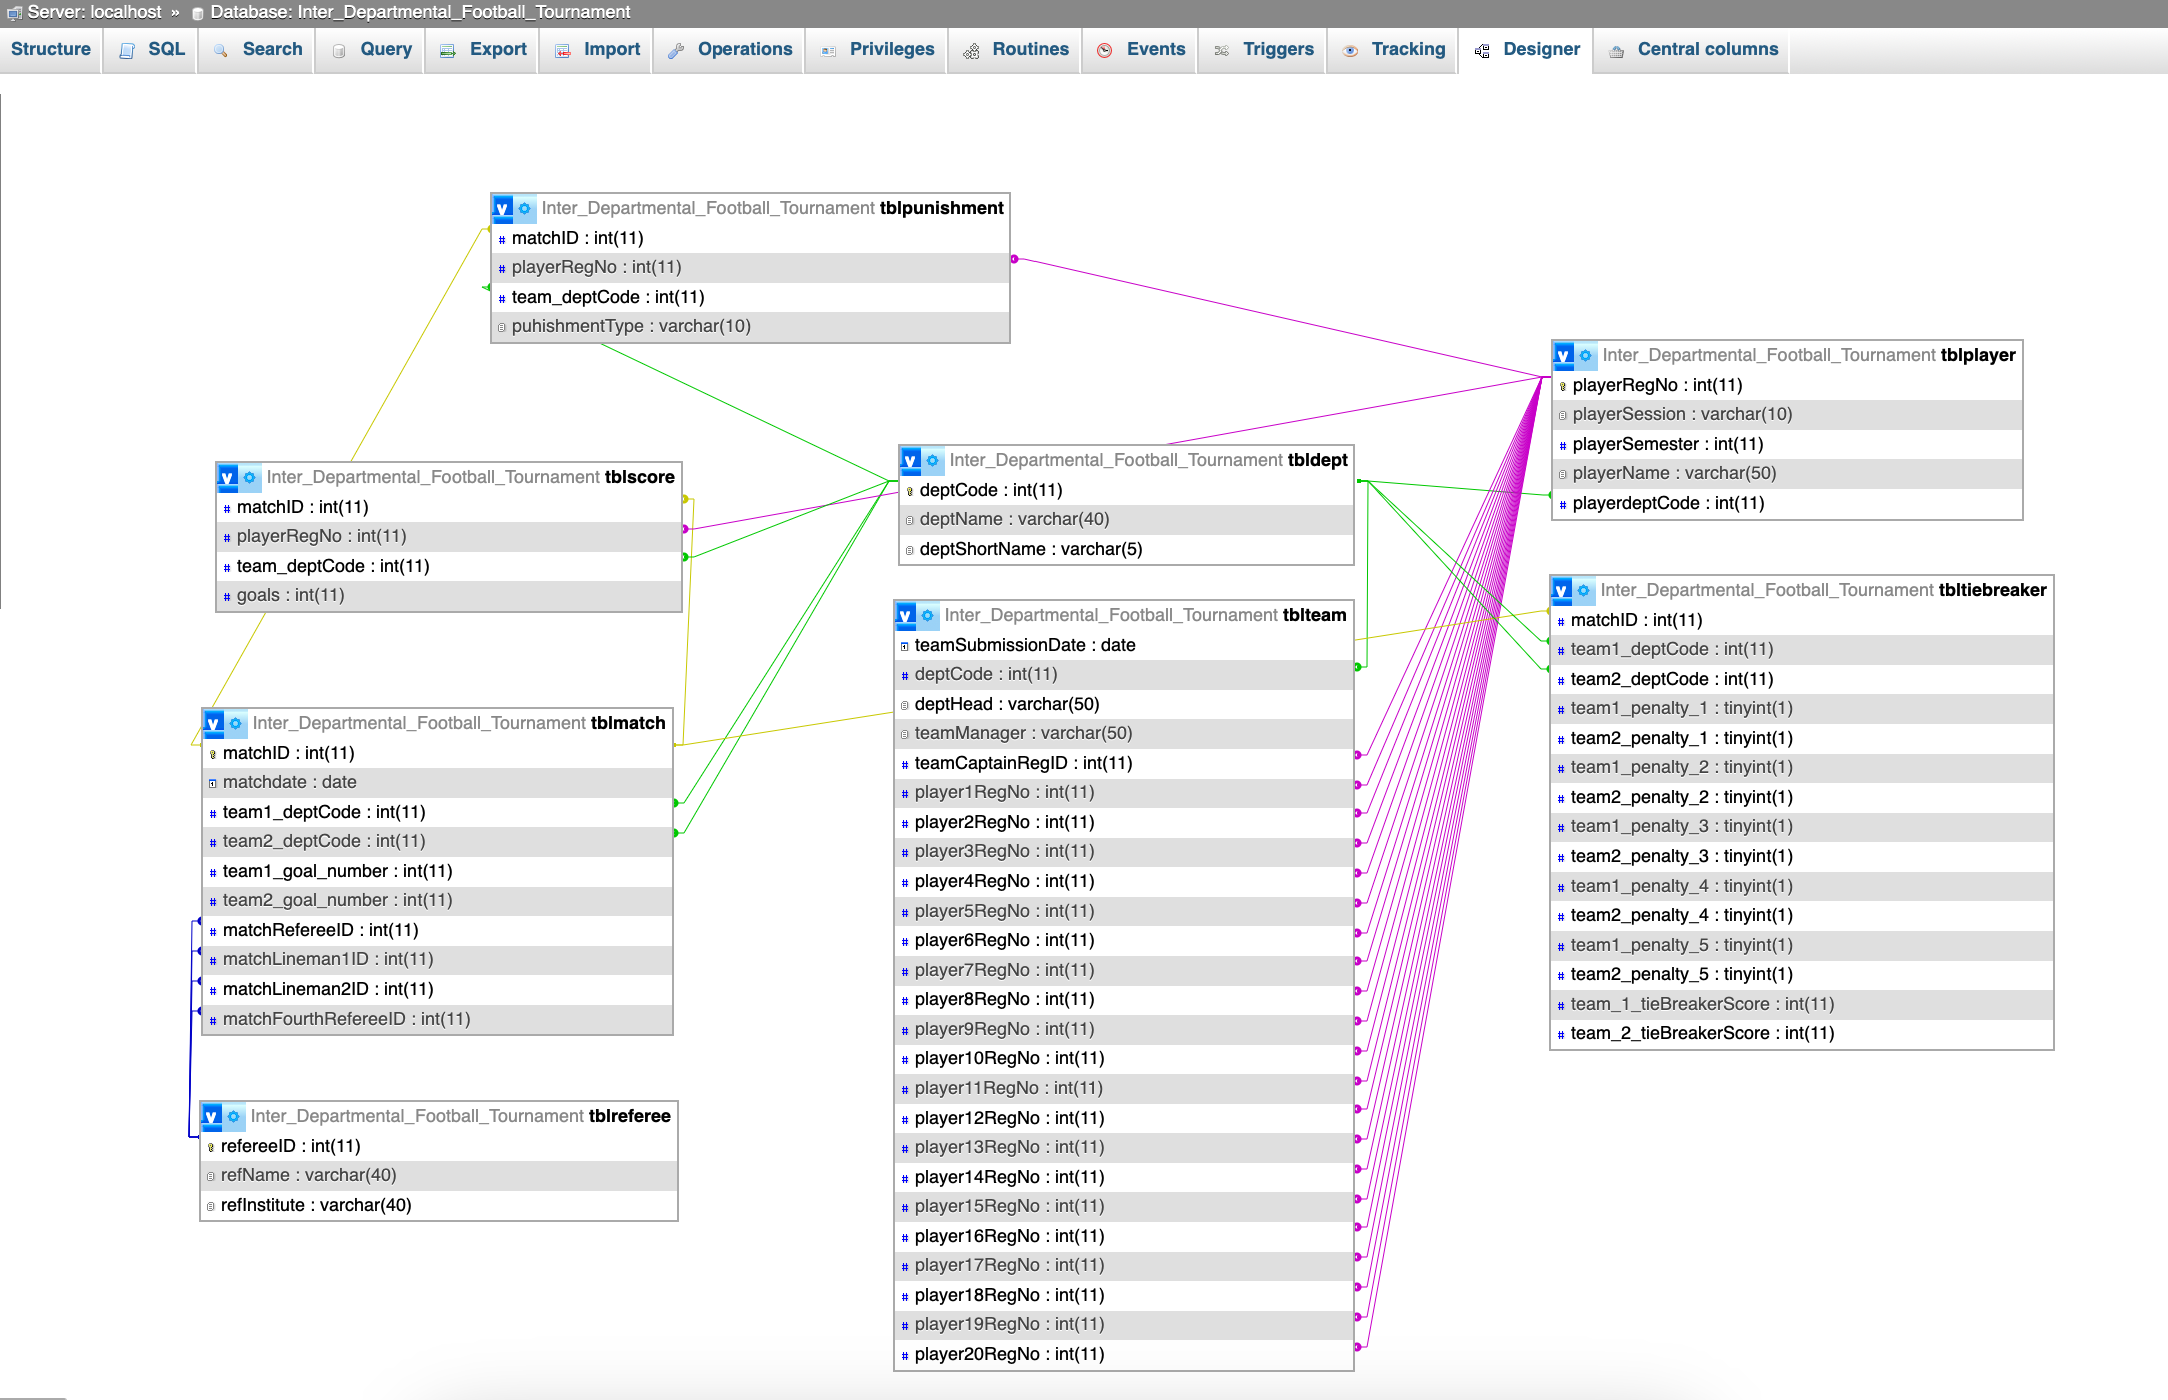 Server: localhost » Database: Inter_Departmental_Football_Tournament
Structure SQL Search Query Export Import Operations Privileges Routines Events Triggers Tracking Designer Central columns
Inter_Departmental_Football_Tournament tblpunishment
matchID : int(11)
playerRegNo : int(11)
team_deptCode : int(11)
puhishmentType : varchar(10)
Inter_Departmental_Football_Tournament tblplayer
playerRegNo : int(11)
playerSession : varchar(10)
playerSemester : int(11)
playerName : varchar(50)
playerdeptCode : int(11)
Inter_Departmental_Football_Tournament tblscore
matchID : int(11)
playerRegNo : int(11)
team_deptCode : int(11)
goals : int(11)
Inter_Departmental_Football_Tournament tbldept
deptCode : int(11)
deptName : varchar(40)
deptShortName : varchar(5)
Inter_Departmental_Football_Tournament tblteam
teamSubmissionDate : date
deptCode : int(11)
deptHead : varchar(50)
teamManager : varchar(50)
teamCaptainRegID : int(11)
player1RegNo : int(11)
player2RegNo : int(11)
player3RegNo : int(11)
player4RegNo : int(11)
player5RegNo : int(11)
player6RegNo : int(11)
player7RegNo : int(11)
player8RegNo : int(11)
player9RegNo : int(11)
player10RegNo : int(11)
player11RegNo : int(11)
player12RegNo : int(11)
player13RegNo : int(11)
player14RegNo : int(11)
player15RegNo : int(11)
player16RegNo : int(11)
player17RegNo : int(11)
player18RegNo : int(11)
player19RegNo : int(11)
player20RegNo : int(11)
Inter_Departmental_Football_Tournament tbltiebreaker
matchID : int(11)
team1_deptCode : int(11)
team2_deptCode : int(11)
team1_penalty_1 : tinyint(1)
team2_penalty_1 : tinyint(1)
team1_penalty_2 : tinyint(1)
team2_penalty_2 : tinyint(1)
team1_penalty_3 : tinyint(1)
team2_penalty_3 : tinyint(1)
team1_penalty_4 : tinyint(1)
team2_penalty_4 : tinyint(1)
team1_penalty_5 : tinyint(1)
team2_penalty_5 : tinyint(1)
team_1_tieBreakerScore : int(11)
team_2_tieBreakerScore : int(11)
Inter_Departmental_Football_Tournament tblmatch
matchID : int(11)
matchdate : date
team1_deptCode : int(11)
team2_deptCode : int(11)
team1_goal_number : int(11)
team2_goal_number : int(11)
matchRefereeID : int(11)
matchLineman1ID : int(11)
matchLineman2ID : int(11)
matchFourthRefereeID : int(11)
Inter_Departmental_Football_Tournament tblreferee
refereeID : int(11)
refName : varchar(40)
refInstitute : varchar(40)